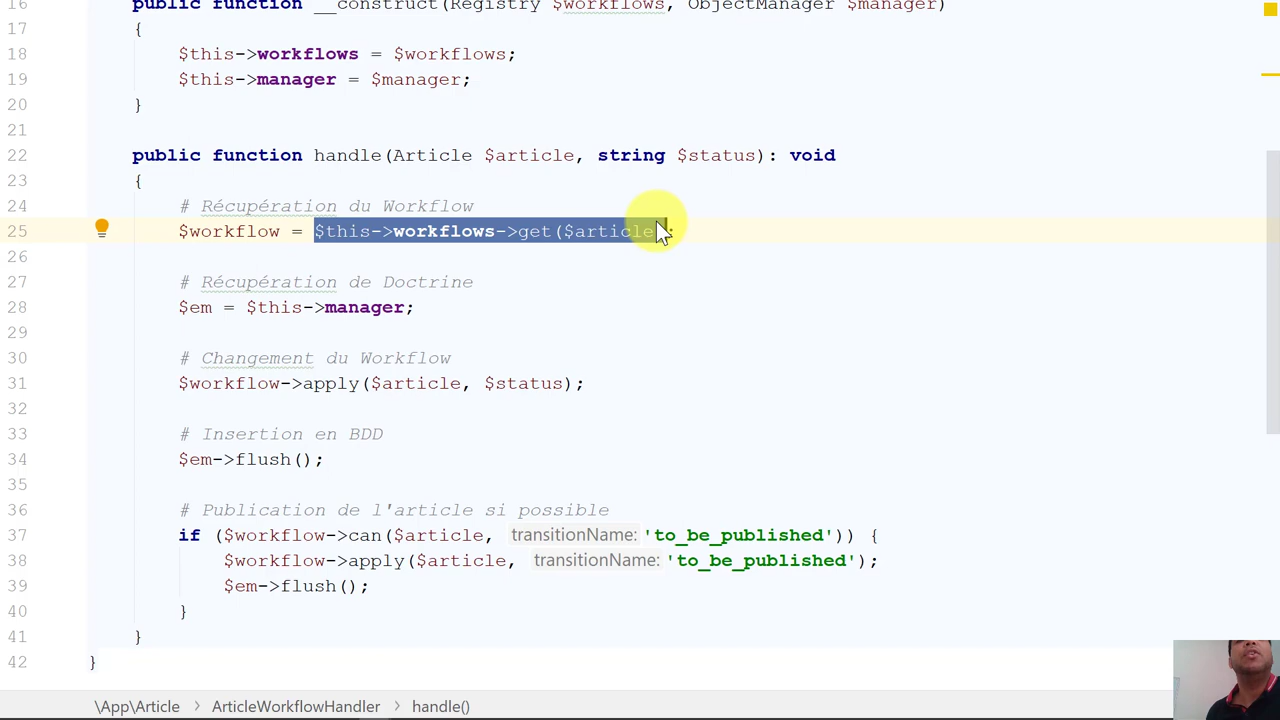 16 public function __construct(Registry $workflows, ObjectManager $manager)
17 {
18 $this->workflows = $workflows;
19 $this->manager = $manager;
20 }
21
22 public function handle(Article $article, string $status): void
23 {
24 # Récupération du Workflow
25 $workflow = $this->workflows->get($article);
26
27 # Récupération de Doctrine
28 $em = $this->manager;
29
30 # Changement du Workflow
31 $workflow->apply($article, $status);
32
33 # Insertion en BDD
34 $em->flush();
35
36 # Publication de l'article si possible
37 if ($workflow->can($article, transitionName: 'to_be_published')) {
38 $workflow->apply($article, transitionName: 'to_be_published');
39 $em->flush();
40 }
41 }
42 }
\App\Article > ArticleWorkflowHandler > handle()